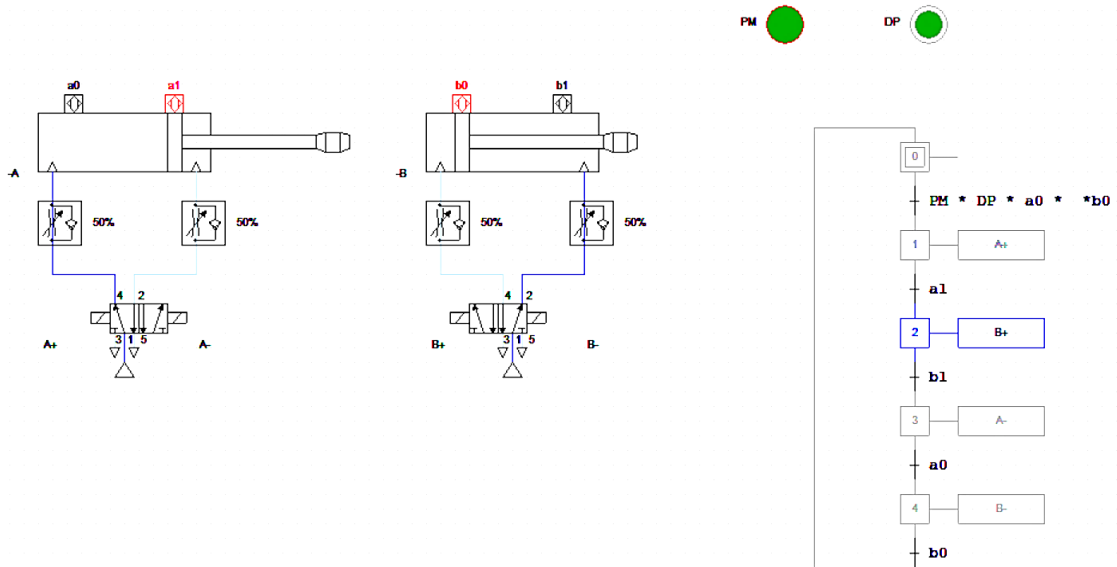 PM DP
a0 a1 b0 b1
0
-A -B
PM * DP * a0 * *b0
50% 50% 50% 50%
1 A+
a1
4 2 4 2
2 B+
3 1 5 3 1 5
A+ A- B+ B-
b1
3 A-
a0
4 B-
b0